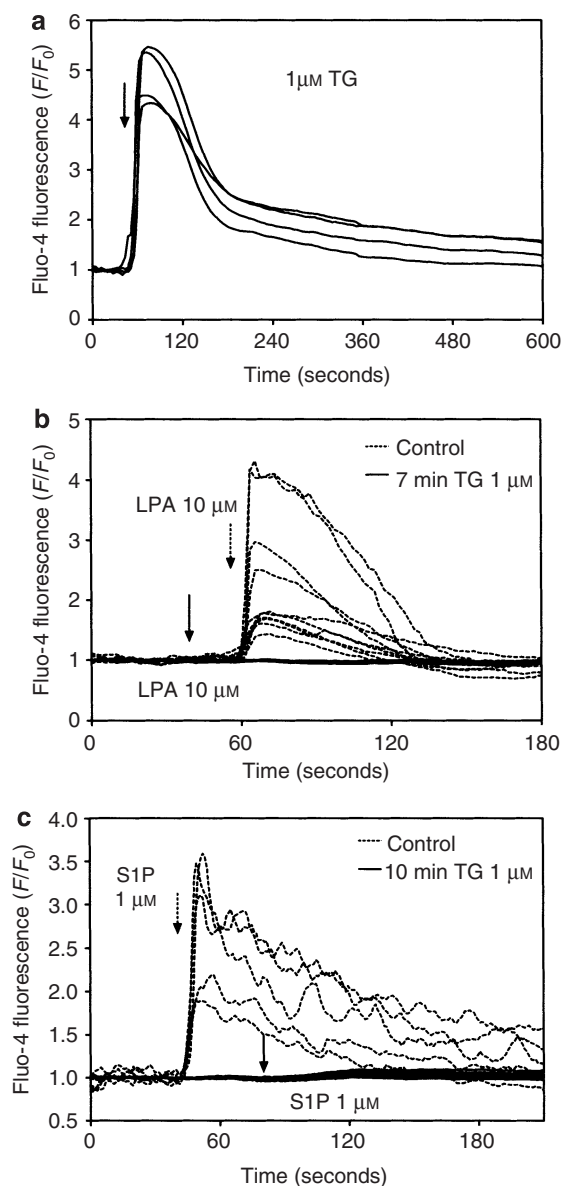 a
1µM TG
Fluo-4 fluorescence (F/F0)
6
5
4
3
2
1
0
0 120 240 360 480 600
Time (seconds)
b
Control
7 min TG 1 µM
LPA 10 µM
LPA 10 µM
Fluo-4 fluorescence (F/F0)
5
4
3
2
1
0
0 60 120 180
Time (seconds)
c
Control
10 min TG 1 µM
S1P
1 µM
S1P 1 µM
Fluo-4 fluorescence (F/F0)
4.0
3.5
3.0
2.5
2.0
1.5
1.0
0.5
0 60 120 180
Time (seconds)